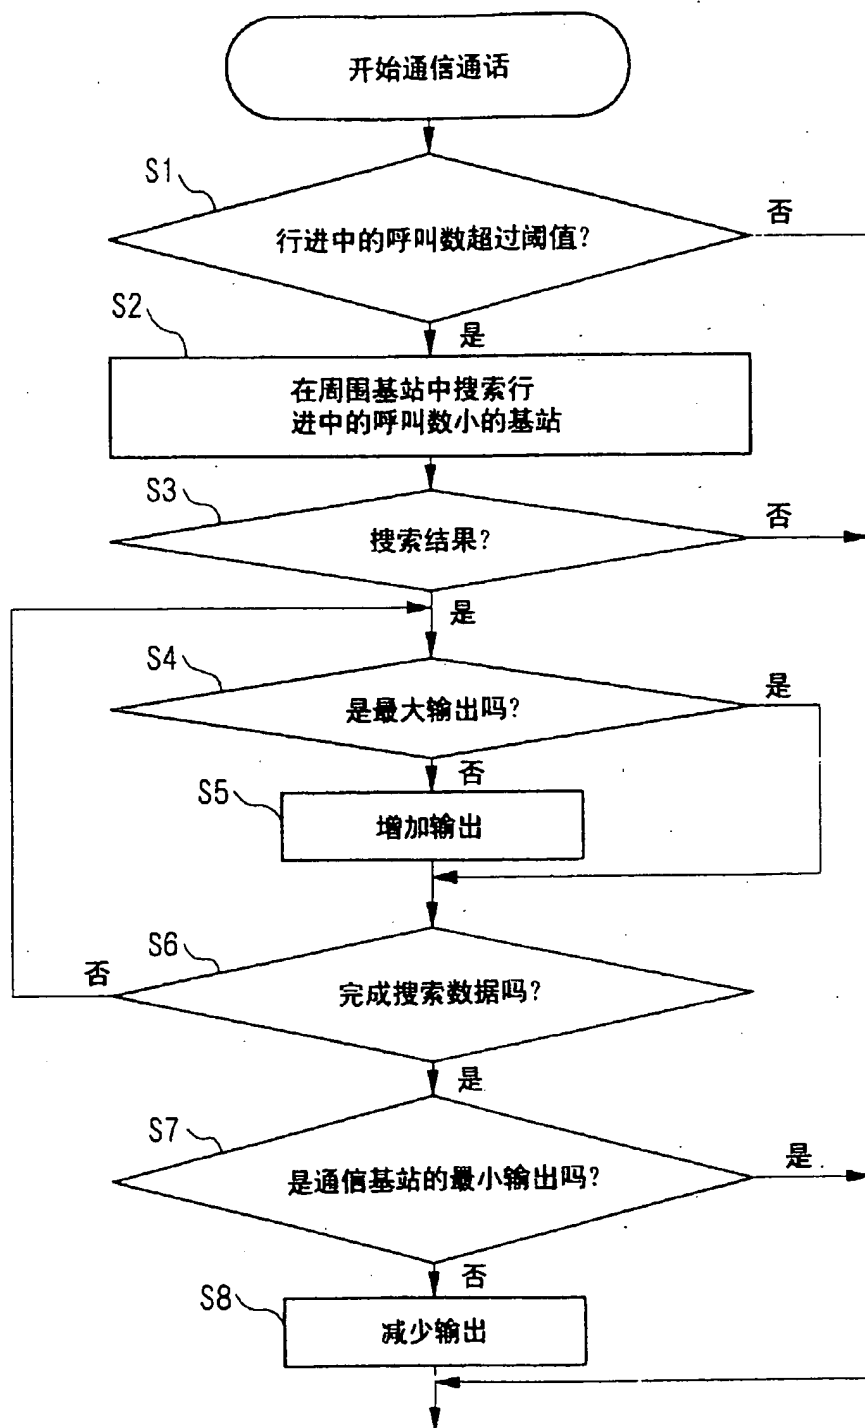 开始通信通话
S1
行进中的呼叫数超过阈值?
否
是
S2
在周围基站中搜索行
进中的呼叫数小的基站
S3
搜索结果?
否
是
S4
是最大输出吗?
是
否
S5
增加输出
S6
完成搜索数据吗?
否
是
S7
是通信基站的最小输出吗?
是
否
S8
减少输出